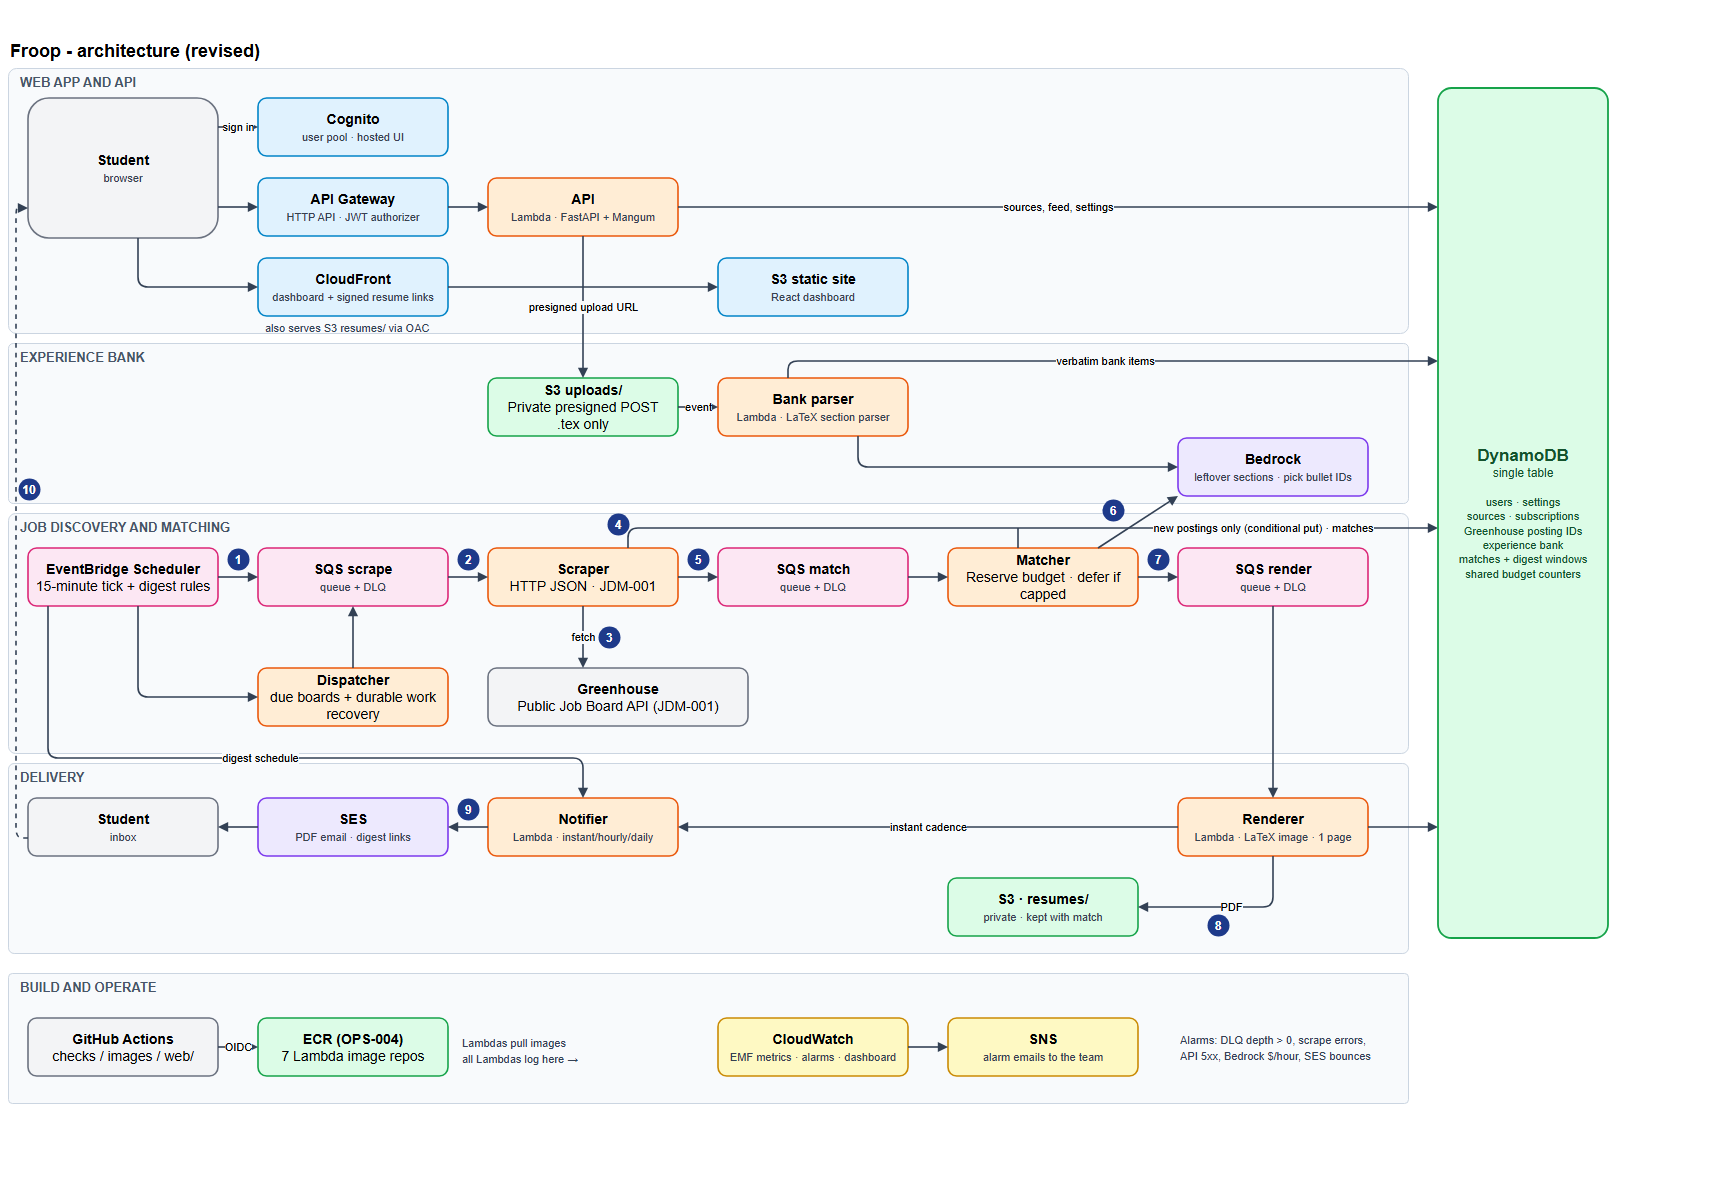 Froop - architecture (revised)
WEB APP AND API
Student
browser
sign in
Cognito
user pool · hosted UI
API Gateway
HTTP API · JWT authorizer
API
Lambda · FastAPI + Mangum
sources, feed, settings
CloudFront
dashboard + signed resume links
also serves S3 resumes/ via OAC
S3 static site
React dashboard
presigned upload URL
EXPERIENCE BANK
S3 uploads/
Private presigned POST
.tex only
event
Bank parser
Lambda · LaTeX section parser
verbatim bank items
Bedrock
leftover sections · pick bullet IDs
10
JOB DISCOVERY AND MATCHING
4
6
new postings only (conditional put) · matches
EventBridge Scheduler
15-minute tick + digest rules
1
SQS scrape
queue + DLQ
2
Scraper
HTTP JSON · JDM-001
5
SQS match
queue + DLQ
Matcher
Reserve budget · defer if
capped
7
SQS render
queue + DLQ
fetch
3
Dispatcher
due boards + durable work
recovery
Greenhouse
Public Job Board API (JDM-001)
digest schedule
DELIVERY
Student
inbox
SES
PDF email · digest links
9
Notifier
Lambda · instant/hourly/daily
instant cadence
Renderer
Lambda · LaTeX image · 1 page
S3 · resumes/
private · kept with match
PDF
8
DynamoDB
single table
users · settings
sources · subscriptions
Greenhouse posting IDs
experience bank
matches + digest windows
shared budget counters
BUILD AND OPERATE
GitHub Actions
checks / images / web/
OIDC
ECR (OPS-004)
7 Lambda image repos
Lambdas pull images
all Lambdas log here →
CloudWatch
EMF metrics · alarms · dashboard
SNS
alarm emails to the team
Alarms: DLQ depth > 0, scrape errors,
API 5xx, Bedrock $/hour, SES bounces